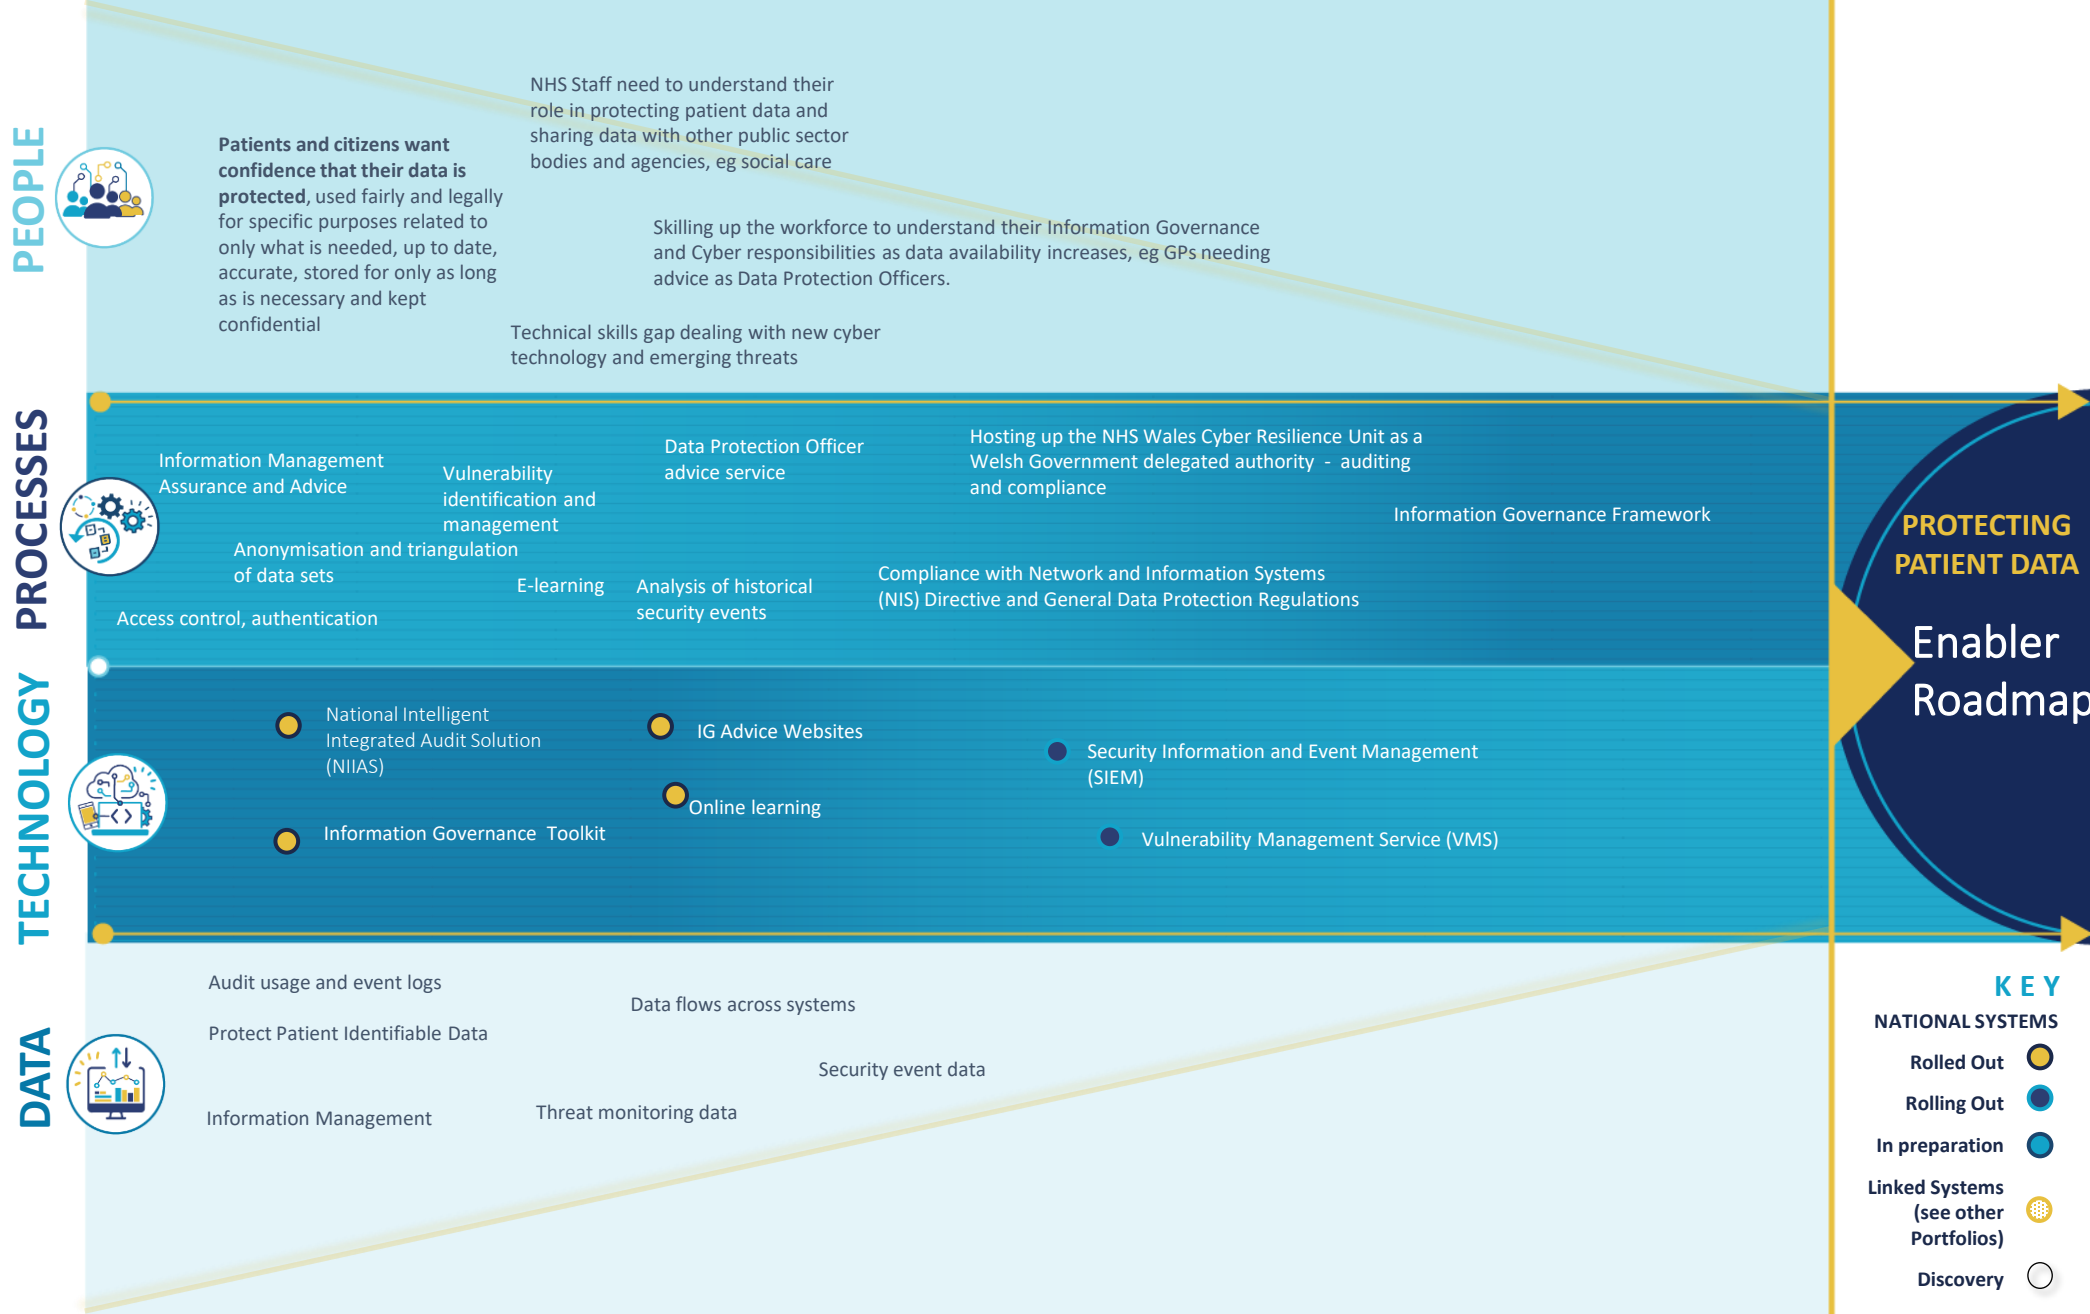 PEOPLE
Patients and citizens want
confidence that their data is
protected, used fairly and legally
for specific purposes related to
only what is needed, up to date,
accurate, stored for only as long
as is necessary and kept
confidential
NHS Staff need to understand their
role in protecting patient data and
sharing data with other public sector
bodies and agencies, eg social care
Skilling up the workforce to understand their Information Governance
and Cyber responsibilities as data availability increases, eg GPs needing
advice as Data Protection Officers.
Technical skills gap dealing with new cyber
technology and emerging threats
PROCESSES
Information Management
Assurance and Advice
Vulnerability
identification and
management
Data Protection Officer
advice service
Hosting up the NHS Wales Cyber Resilience Unit as a
Welsh Government delegated authority - auditing
and compliance
Information Governance Framework
Anonymisation and triangulation
of data sets
E-learning
Analysis of historical
security events
Compliance with Network and Information Systems
(NIS) Directive and General Data Protection Regulations
Access control, authentication
PROTECTING
PATIENT DATA
Enabler
Roadmap
TECHNOLOGY
National Intelligent
Integrated Audit Solution
(NIIAS)
IG Advice Websites
Security Information and Event Management
(SIEM)
Online learning
Information Governance Toolkit
Vulnerability Management Service (VMS)
DATA
Audit usage and event logs
Data flows across systems
Protect Patient Identifiable Data
Security event data
Information Management
Threat monitoring data
KEY
NATIONAL SYSTEMS
Rolled Out
Rolling Out
In preparation
Linked Systems
(see other
Portfolios)
Discovery